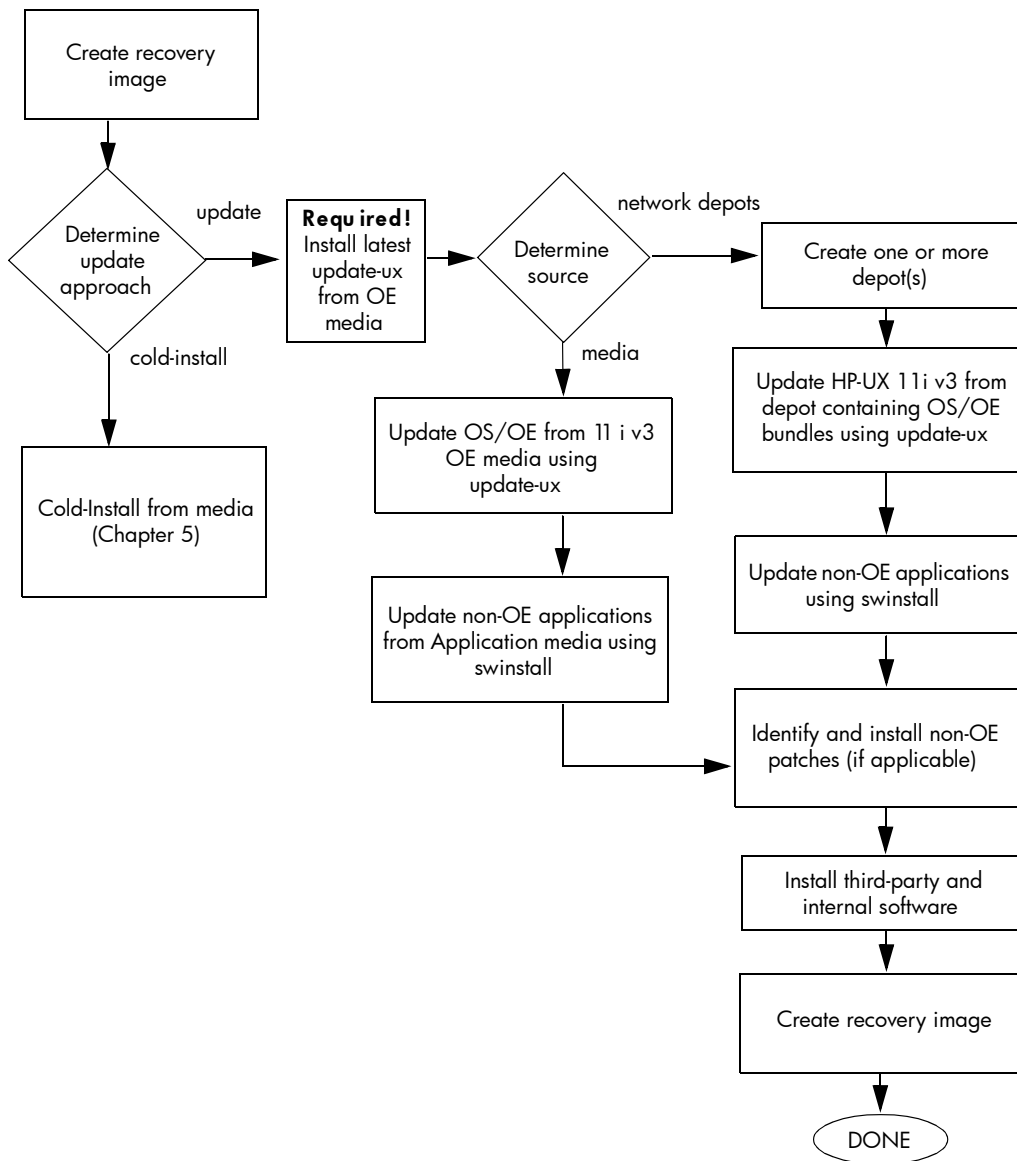 Create recovery
image
Determine
update
approach
update
cold-install
Cold-Install from media
(Chapter 5)
Required!
Install latest
update-ux
from OE
media
Determine
source
network depots
media
Update OS/OE from 11 i v3
OE media using
update-ux
Update non-OE applications
from Application media using
swinstall
Create one or more
depot(s)
Update HP-UX 11i v3 from
depot containing OS/OE
bundles using update-ux
Update non-OE applications
using swinstall
Identify and install non-OE
patches (if applicable)
Install third-party and
internal software
Create recovery image
DONE